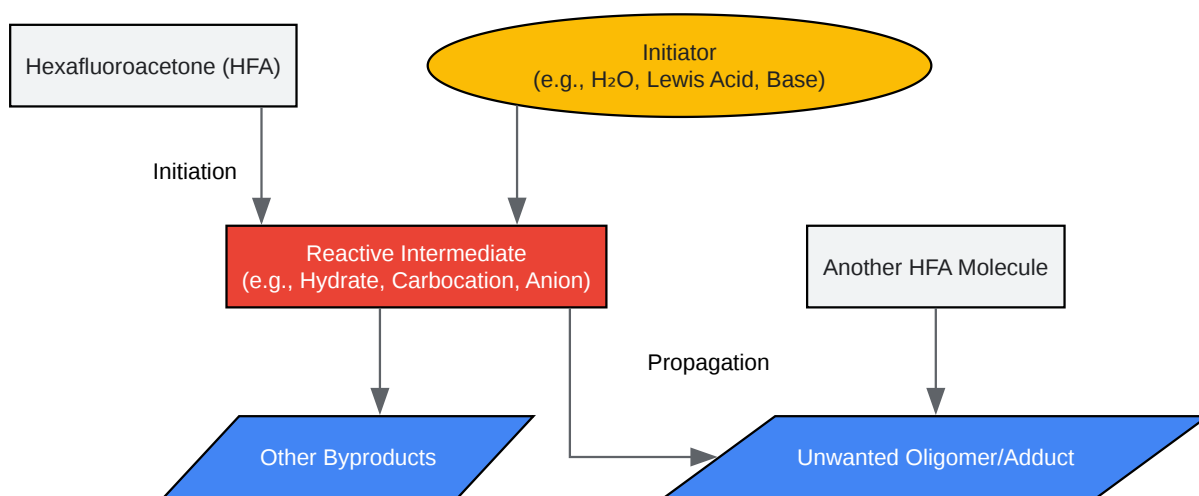 Hexafluoroacetone (HFA)
Initiator
(e.g., H₂O, Lewis Acid, Base)
Initiation
Reactive Intermediate
(e.g., Hydrate, Carbocation, Anion)
Another HFA Molecule
Propagation
Other Byproducts
Unwanted Oligomer/Adduct